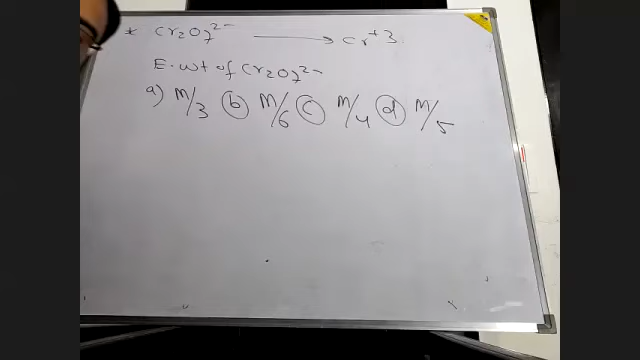 * Cr2O7 2- ⟶ Cr+3
E. wt of Cr2O7 2-
a) M/3 (b) M/6 (c) M/4 (d) M/5